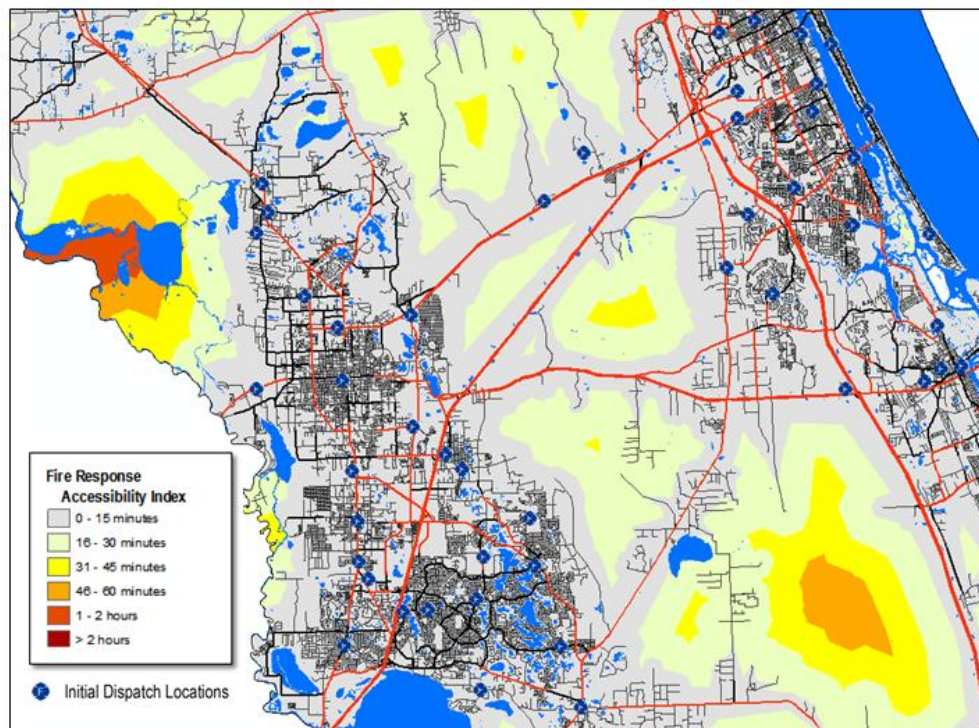 Fire Response
Accessibility Index
0 - 15 minutes
16 - 30 minutes
31 - 45 minutes
46 - 60 minutes
1 - 2 hours
> 2 hours
F Initial Dispatch Locations